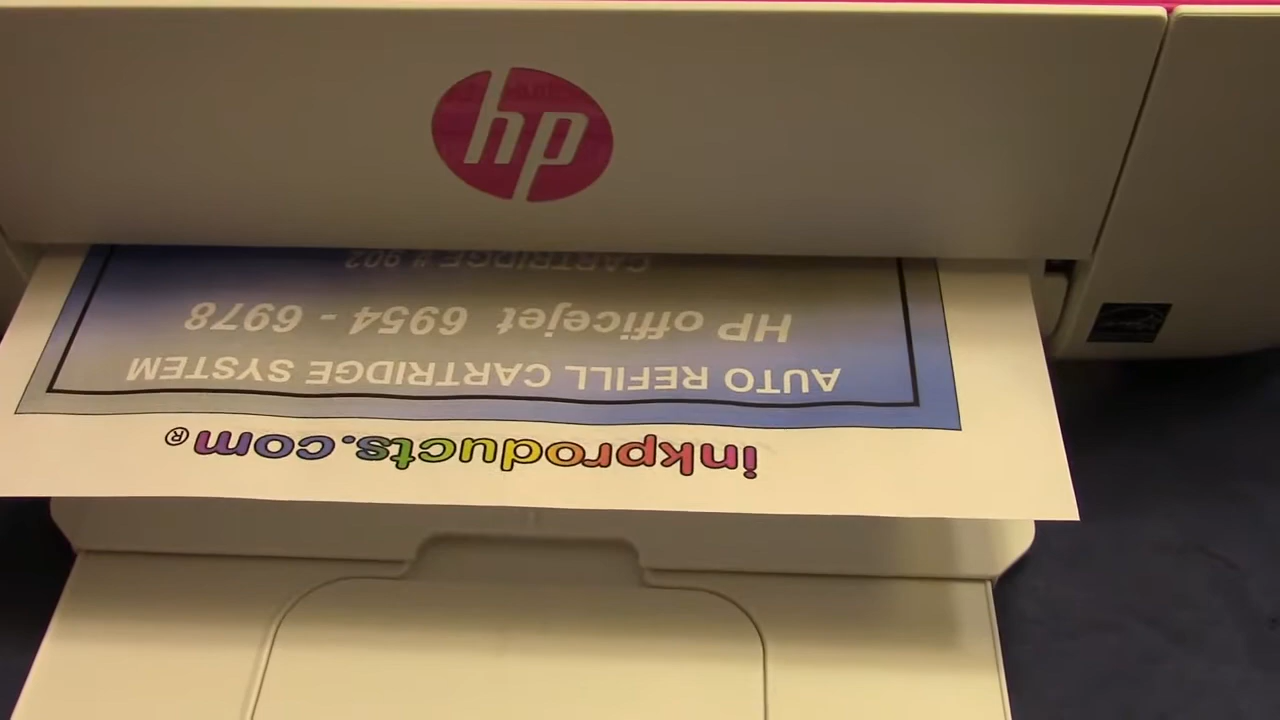 hp
inkproducts.com®
AUTO REFILL CARTRIDGE SYSTEM
HP officejet 6954 - 6978
CARTRIDGE # 902